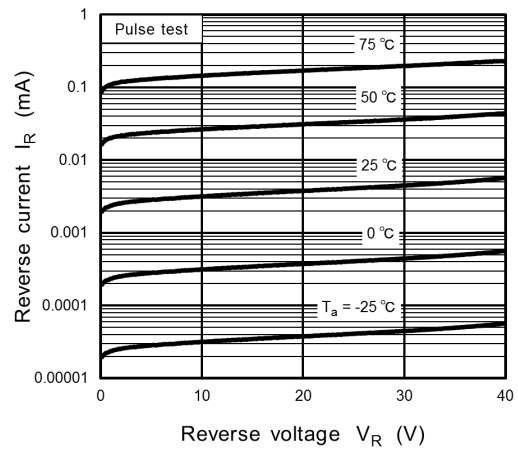 Pulse test
75 °C
50 °C
25 °C
0 °C
Ta = -25 °C
1
0.1
0.01
0.001
0.0001
0.00001
0 10 20 30 40
Reverse current IR (mA)
Reverse voltage VR (V)